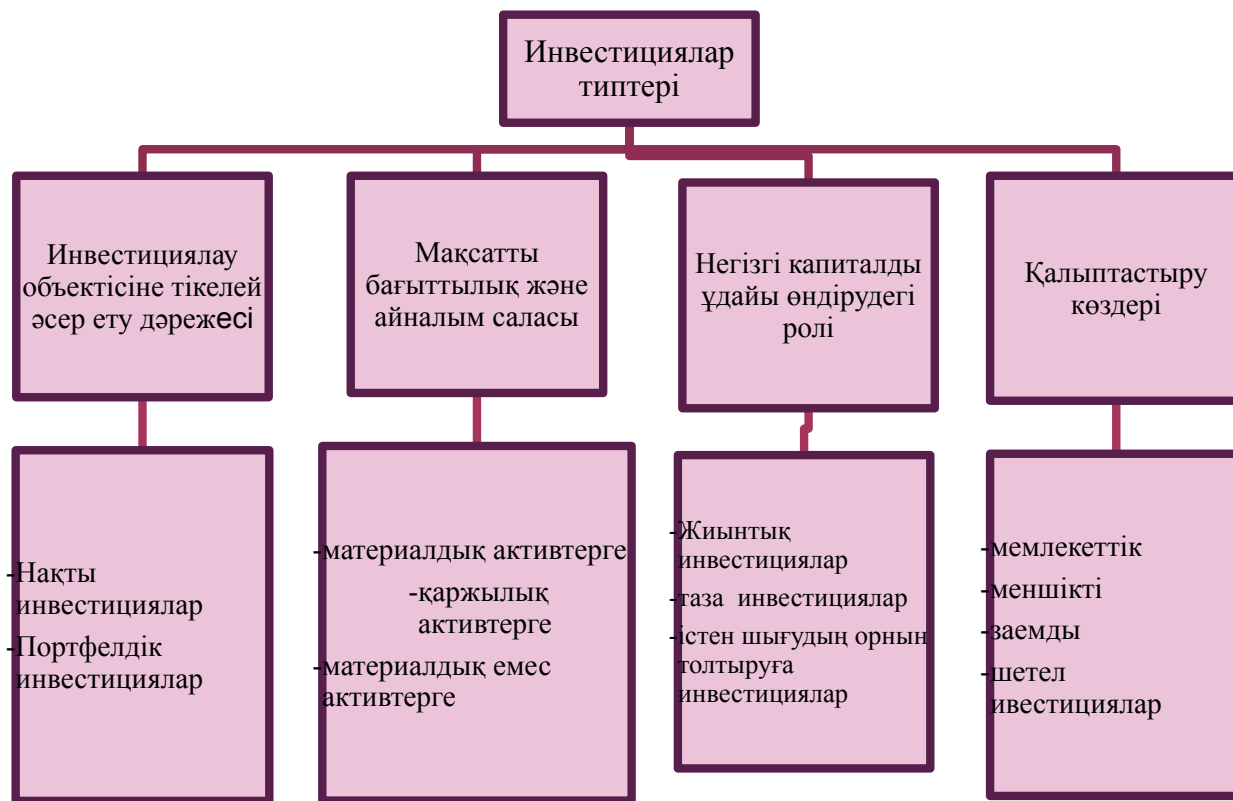 Инвестициялар
типтері
Инвестициялау
объектісіне тікелей
әсер ету дәрежесі
Мақсатты
бағыттылық және
айналым саласы
Негізгі капиталды
ұдайы өндірудегі
ролі
Қалыптастыру
көздері
-Нақты
инвестициялар
-Портфелдік
инвестициялар
-материалдық активтерге
-қаржылық
активтерге
-материалдық емес
активтерге
-Жиынтық
инвестициялар
-таза инвестициялар
-істен шығудың орнын
толтыруға
инвестициялар
-мемлекеттік
-меншікті
-заемды
-шетел
ивестициялар